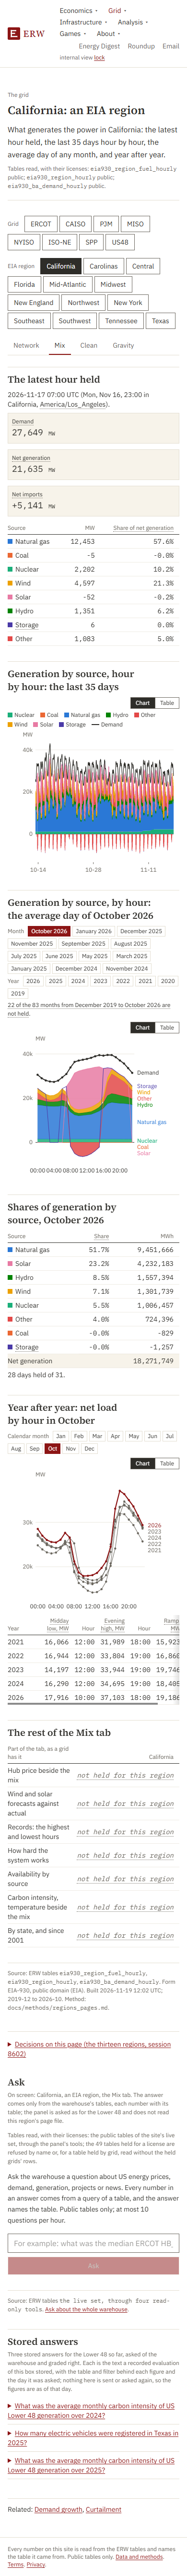 E ERW
Economics
Grid
Infrastructure
Analysis
Games
About
Energy Digest Roundup Email
internal view lock
The grid
California: an EIA region
What generates the power in California: the latest
hour held, the last 35 days hour by hour, the
average day of any month, and year after year.
Tables read, with their licenses: eia930_region_fuel_hourly
public; eia930_region_hourly public;
eia930_ba_demand_hourly public.
Grid ERCOT CAISO PJM MISO
NYISO ISO-NE SPP US48
EIA region California Carolinas Central
Florida Mid-Atlantic Midwest
New England Northwest New York
Southeast Southwest Tennessee Texas
Network Mix Clean Gravity
The latest hour held
2026-11-17 07:00 UTC (Mon, Nov 16, 23:00 in
California, America/Los_Angeles).
Demand
27,649 MW
Net generation
21,635 MW
Net imports
+5,141 MW
Source MW Share of net generation
Natural gas 12,453 57.6%
Coal -5 -0.0%
Nuclear 2,202 10.2%
Wind 4,597 21.3%
Solar -52 -0.2%
Hydro 1,351 6.2%
Storage 6 0.0%
Other 1,083 5.0%
Generation by source, hour
by hour: the last 35 days
Chart Table
Nuclear Coal Natural gas Hydro Other
Wind Solar Storage Demand
MW
40k
20k
0
10-14 10-28 11-11
Generation by source, by hour:
the average day of October 2026
Month October 2026 January 2026 December 2025
November 2025 September 2025 August 2025
July 2025 June 2025 May 2025 March 2025
January 2025 December 2024 November 2024
Year 2026 2025 2024 2023 2022 2021 2020
2019
22 of the 83 months from December 2019 to October 2026 are
not held.
Chart Table
MW
40k
20k
0
Demand
Storage
Wind
Other
Hydro
Natural gas
Nuclear
Coal
Solar
00:00 04:00 08:00 12:00 16:00 20:00
Shares of generation by
source, October 2026
Source Share MWh
Natural gas 51.7% 9,451,666
Solar 23.2% 4,232,183
Hydro 8.5% 1,557,394
Wind 7.1% 1,301,739
Nuclear 5.5% 1,006,457
Other 4.0% 724,396
Coal -0.0% -829
Storage -0.0% -1,257
Net generation 18,271,749
28 days held of 31.
Year after year: net load
by hour in October
Calendar month Jan Feb Mar Apr May Jun Jul
Aug Sep Oct Nov Dec
Chart Table
MW
30k
20k
2026
2023
2024
2022
2021
00:00 04:00 08:00 12:00 16:00 20:00
Year Midday low, MW Hour Evening high, MW Hour Ramp MW
2021 16,066 12:00 31,989 18:00 15,923
2022 16,944 11:00 33,804 19:00
2023 14,197 12:00 33,944 19:00
2024 16,290 12:00 34,695 19:00
2026 17,916 10:00 37,103 18:00
The rest of the Mix tab
Part of the tab, as a grid
has it California
Hub price beside the
mix not held for this region
Wind and solar
forecasts against
actual not held for this region
Records: the highest
and lowest hours not held for this region
How hard the
system works not held for this region
Availability by
source not held for this region
Carbon intensity,
temperature beside
the mix not held for this region
By state, and since
2001 not held for this region
Source: ERW tables eia930_region_fuel_hourly,
eia930_region_hourly, eia930_ba_demand_hourly. Form
EIA-930, public domain (EIA). Built 2026-11-19 12:02 UTC;
2019-12 to 2026-10. Method:
docs/methods/regions_pages.md.
Decisions on this page (the thirteen regions, session
8602)
Ask
On screen: California, an EIA region, the Mix tab. The answer
comes only from the warehouse's tables, each number with its
table; the panel is asked as for the Lower 48 and does not read
this region's page file.
Tables read, with their licenses: the public tables of the site's live
set, through the panel's tools; the 49 tables held for a license are
refused by name or, for a table held by grid, read without the held
grids' rows.
Ask the warehouse a question about US energy prices,
demand, generation, projects or news. Every number in
an answer comes from a query of a table, and the answer
names the table. Public tables only; at most 10
questions per hour.
For example: what was the median ERCOT HB_
Ask
Source: ERW tables the live set, through four read-
only tools. Ask about the whole warehouse.
Stored answers
Three stored answers for the Lower 48 so far, asked of the
warehouse and graded right. Each is the text a recorded evaluation
of this box stored, with the table and filter behind each figure and
the day it was asked; nothing here is sent or asked again, so the
figures are as of that day.
What was the average monthly carbon intensity of US
Lower 48 generation over 2024?
How many electric vehicles were registered in Texas in
2025?
What was the average monthly carbon intensity of US
Lower 48 generation over 2025?
Related: Demand growth, Curtailment
Every number on this site is read from the ERW tables and names
the table it came from. Public tables only. Data and methods.
Terms. Privacy.